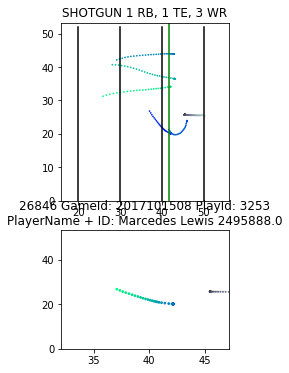 SHOTGUN 1 RB, 1 TE, 3 WR
50
40
30
20
10
0
20 30 40 50
26846 GameId: 2017101508 PlayId: 3253
PlayerName + ID: Marcedes Lewis 2495888.0
40
20
0
35 40 45